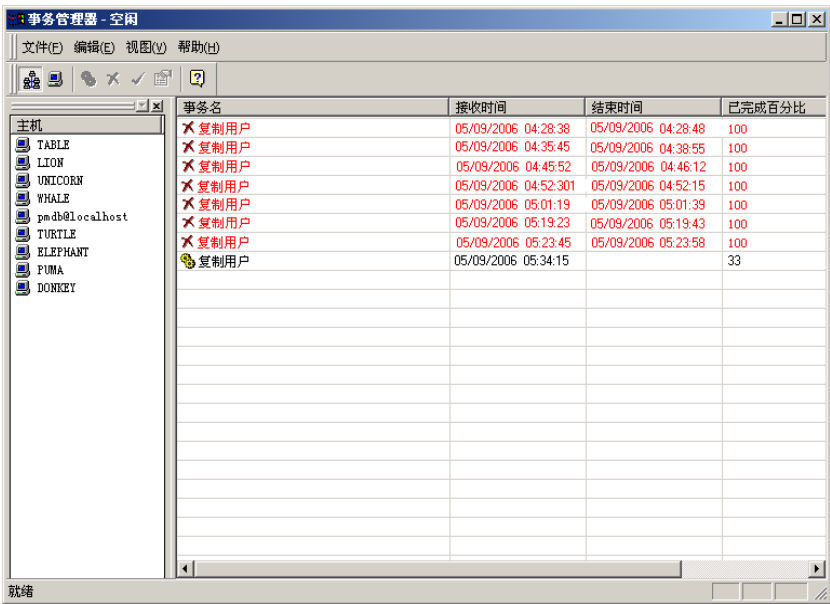 事务管理器 - 空闲
文件(F) 编辑(E) 视图(V) 帮助(H)
主机
TABLE
LION
UNICORN
WHALE
pmdb@localhost
TURTLE
ELEPHANT
PUMA
DONKEY
事务名 接收时间 结束时间 已完成百分比
复制用户 05/09/2006 04:28:38 05/09/2006 04:28:48 100
复制用户 05/09/2006 04:35:45 05/09/2006 04:38:55 100
复制用户 05/09/2006 04:45:52 05/09/2006 04:46:12 100
复制用户 05/09/2006 04:52:301 05/09/2006 04:52:15 100
复制用户 05/09/2006 05:01:19 05/09/2006 05:01:39 100
复制用户 05/09/2006 05:19:23 05/09/2006 05:19:43 100
复制用户 05/09/2006 05:23:45 05/09/2006 05:23:58 100
复制用户 05/09/2006 05:34:15 33
就绪